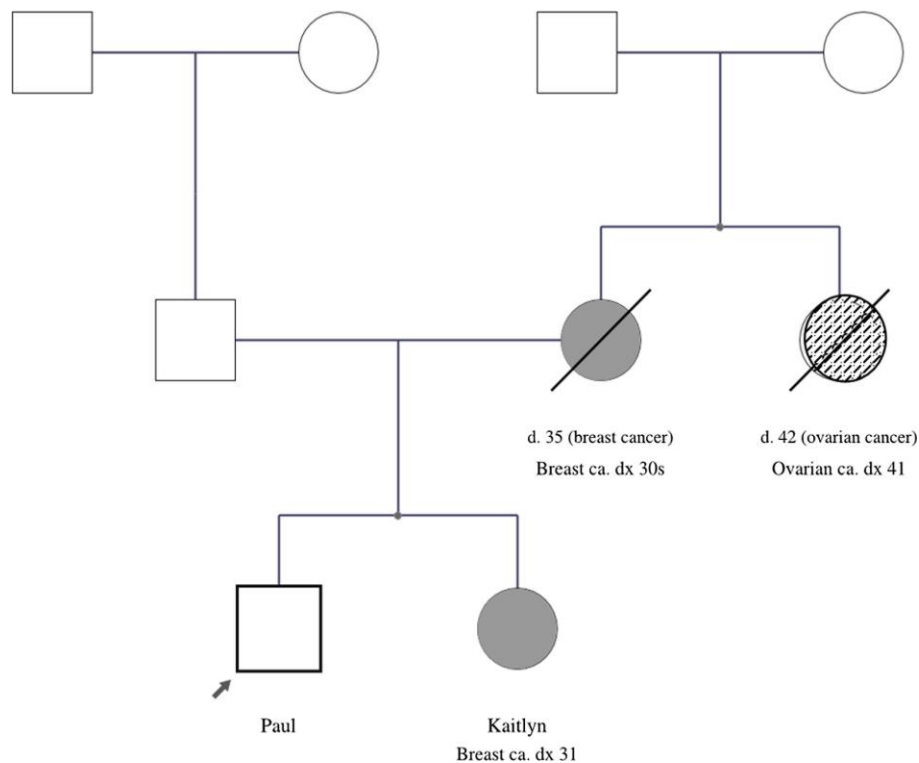 d. 35 (breast cancer)
Breast ca. dx 30s
d. 42 (ovarian cancer)
Ovarian ca. dx 41
Paul
Kaitlyn
Breast ca. dx 31